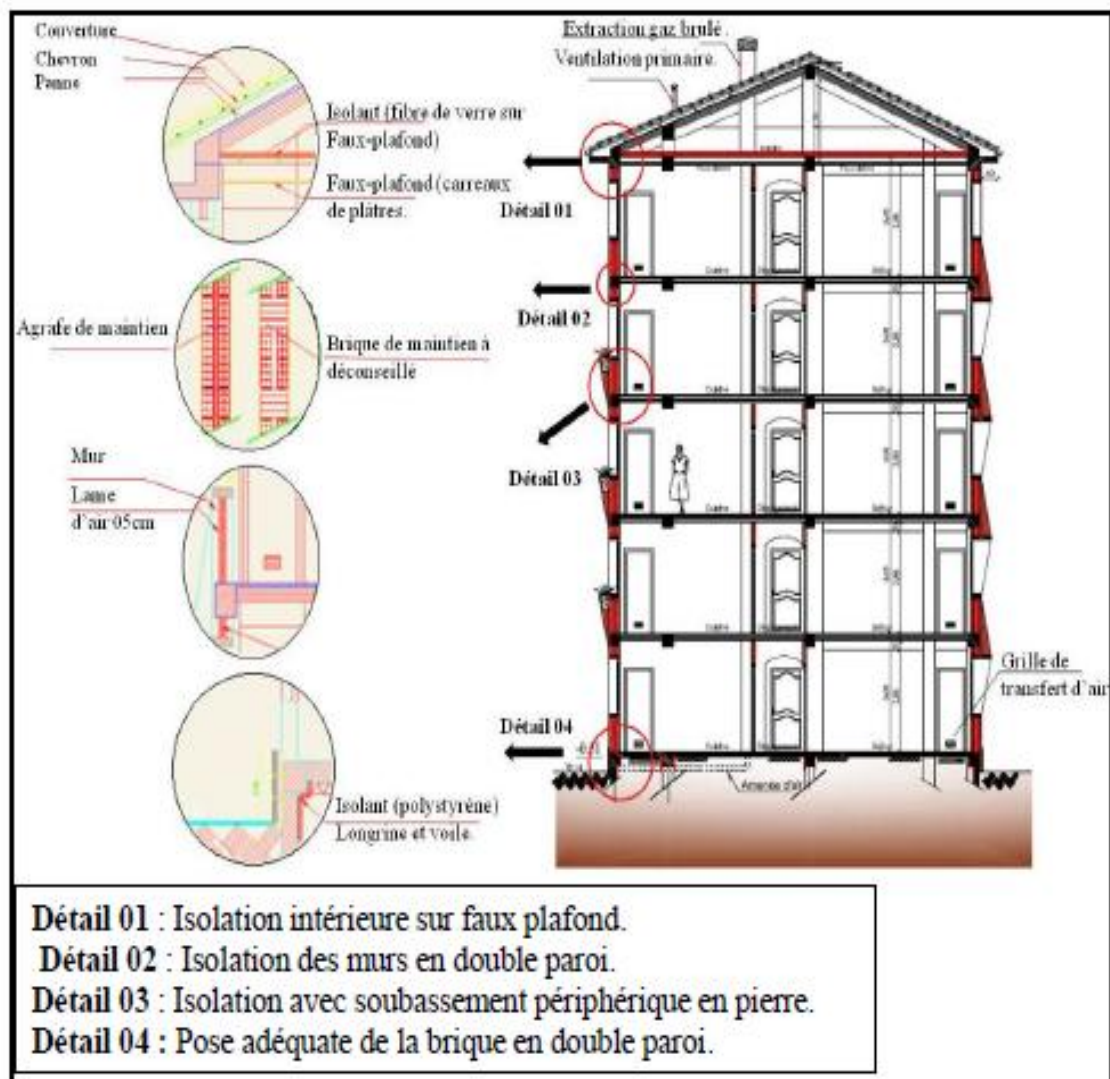 Couverture
Chevron
Panne
Isolant (fibre de verre sur
Faux-plafond)
Faux-plafond (carreaux
de plâtres.
Extraction gaz brulé.
Ventilation primaire.
Détail 01
Agrafe de maintien
Brique de maintien à
déconseillé
Détail 02
Mur
Lame
d'air 05cm
Détail 03
Grille de
transfert d'air
Détail 04
Isolant (polystyrène)
Longrine et voile.
Amenée d'air
Détail 01 : Isolation intérieure sur faux plafond.
Détail 02 : Isolation des murs en double paroi.
Détail 03 : Isolation avec soubassement périphérique en pierre.
Détail 04 : Pose adéquate de la brique en double paroi.